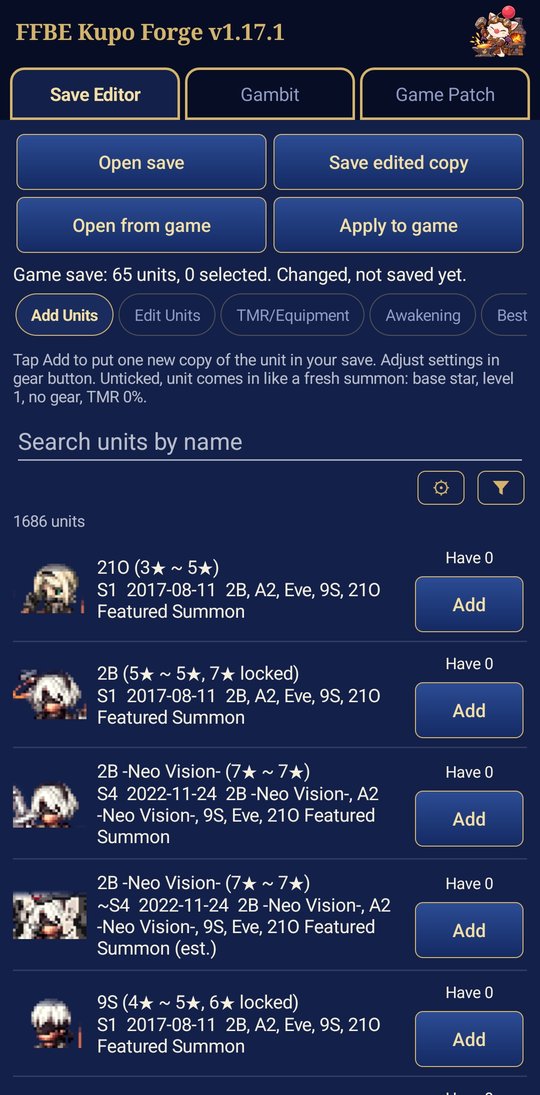 FFBE Kupo Forge v1.17.1
Save Editor
Gambit
Game Patch
Open save
Save edited copy
Open from game
Apply to game
Game save: 65 units, 0 selected. Changed, not saved yet.
Add Units
Edit Units
TMR/Equipment
Awakening
Best
Tap Add to put one new copy of the unit in your save. Adjust settings in
gear button. Unticked, unit comes in like a fresh summon: base star, level
1, no gear, TMR 0%.
Search units by name
1686 units
21O (3★ ~ 5★)
S1 2017-08-11 2B, A2, Eve, 9S, 21O
Featured Summon
Have 0
Add
2B (5★ ~ 5★, 7★ locked)
S1 2017-08-11 2B, A2, Eve, 9S, 21O
Featured Summon
Have 0
Add
2B -Neo Vision- (7★ ~ 7★)
S4 2022-11-24 2B -Neo Vision-, A2
-Neo Vision-, 9S, Eve, 21O Featured
Summon
Have 0
Add
2B -Neo Vision- (7★ ~ 7★)
~S4 2022-11-24 2B -Neo Vision-, A2
-Neo Vision-, 9S, Eve, 21O Featured
Summon (est.)
Have 0
Add
9S (4★ ~ 5★, 6★ locked)
S1 2017-08-11 2B, A2, Eve, 9S, 21O
Featured Summon
Have 0
Add